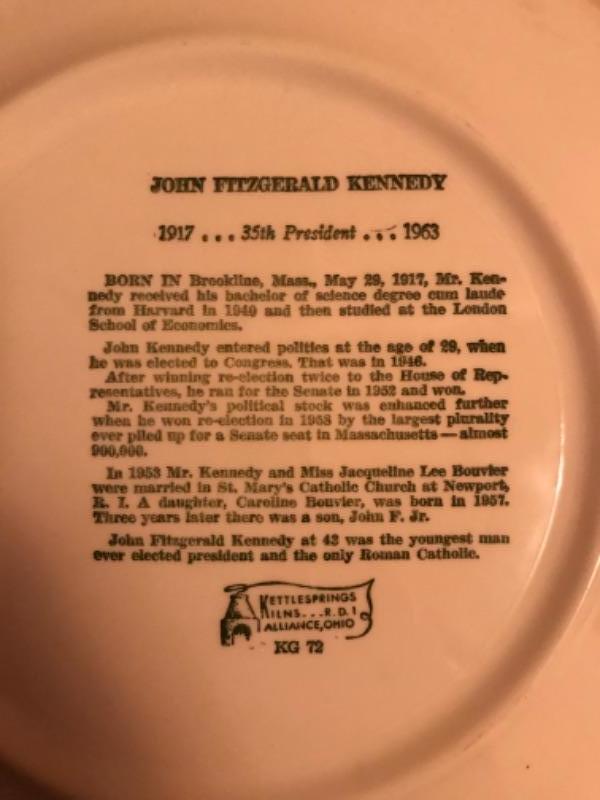 JOHN FITZGERALD KENNEDY
1917 . . . 35th President . . . 1963
BORN IN Brookline, Mass., May 29, 1917, Mr. Ken-
nedy received his bachelor of science degree cum laude
from Harvard in 1940 and then studied at the London
School of Economics.
John Kennedy entered politics at the age of 29, when
he was elected to Congress. That was in 1946.
After winning re-election twice to the House of Rep-
resentatives, he ran for the Senate in 1952 and won.
Mr. Kennedy's political stock was enhanced further
when he won re-election in 1958 by the largest plurality
ever piled up for a Senate seat in Massachusetts — almost
900,000.
In 1953 Mr. Kennedy and Miss Jacqueline Lee Bouvier
were married in St. Mary's Catholic Church at Newport,
R. I. A daughter, Caroline Bouvier, was born in 1957.
Three years later there was a son, John F. Jr.
John Fitzgerald Kennedy at 43 was the youngest man
ever elected president and the only Roman Catholic.
KETTLESPRINGS
KILNS...R.D.1
ALLIANCE, OHIO
KG 72